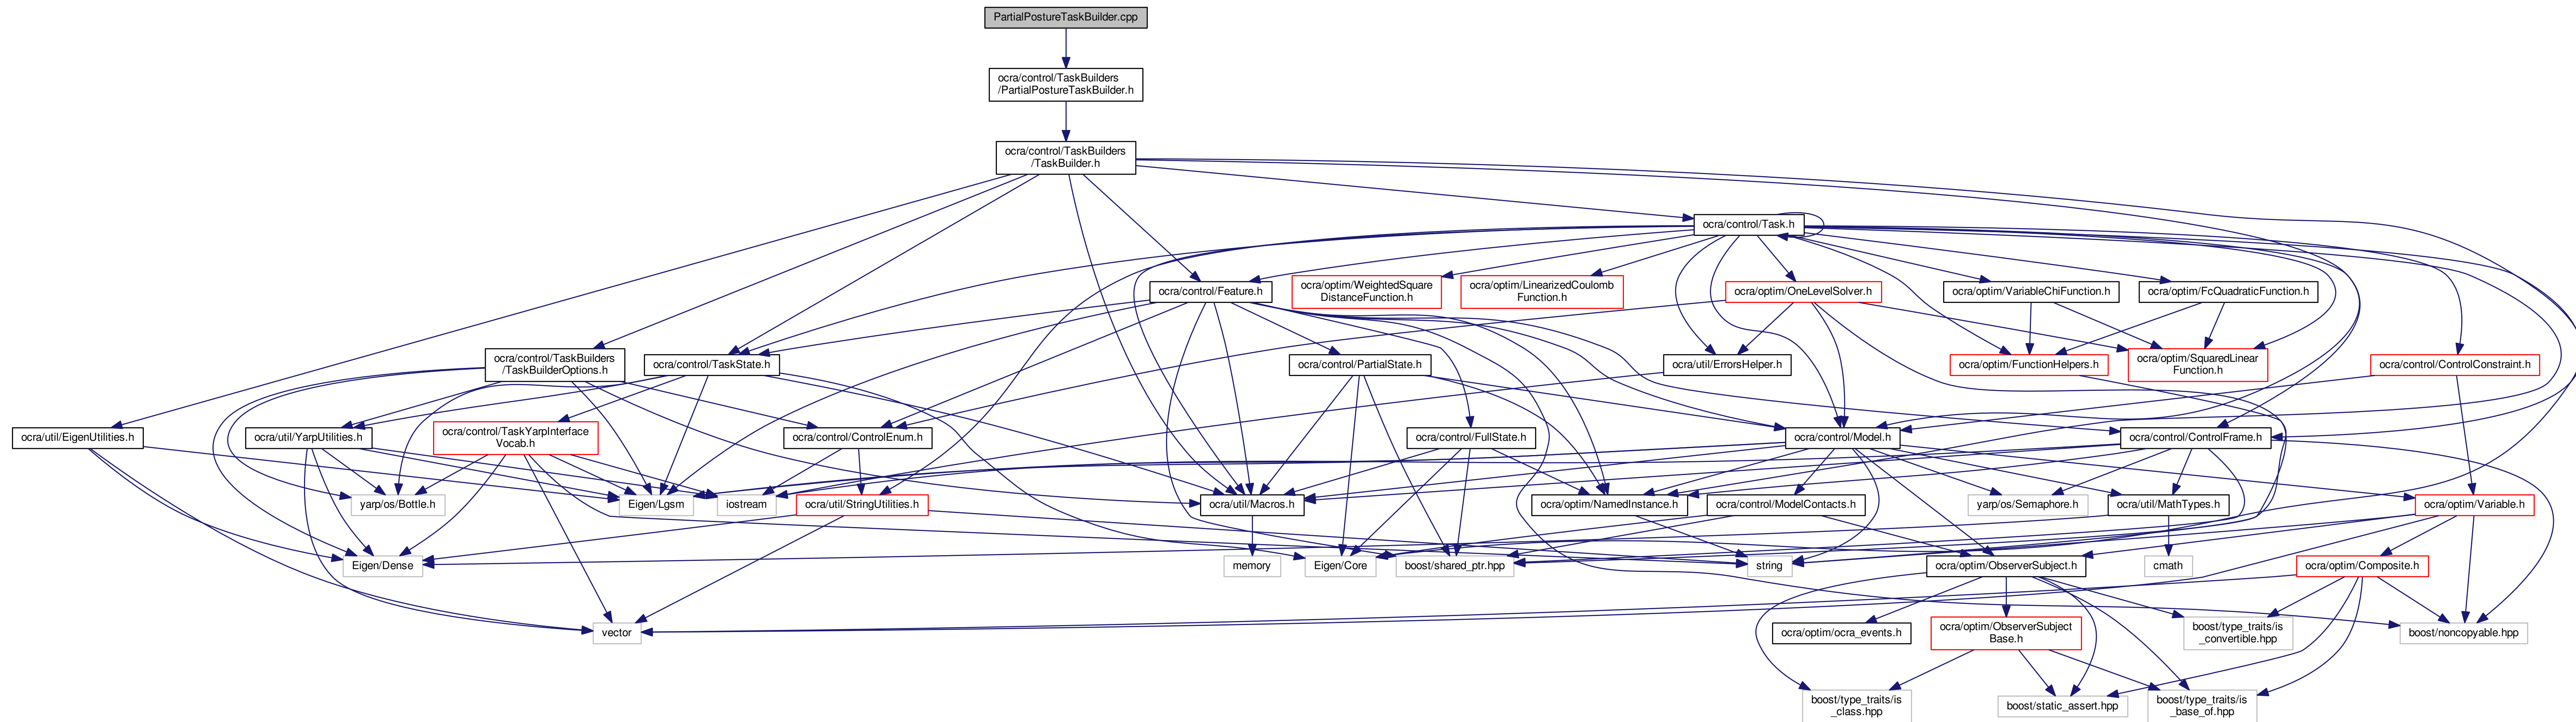 PartialPostureTaskBuilder.cpp
ocra/control/TaskBuilders
/PartialPostureTaskBuilder.h
ocra/control/TaskBuilders
/TaskBuilder.h
ocra/control/Task.h
ocra/control/Feature.h
ocra/optim/WeightedSquare
DistanceFunction.h
ocra/optim/LinearizedCoulomb
Function.h
ocra/optim/OneLevelSolver.h
ocra/optim/VariableChiFunction.h
ocra/optim/FcQuadraticFunction.h
ocra/control/TaskBuilders
/TaskBuilderOptions.h
ocra/control/TaskState.h
ocra/control/PartialState.h
ocra/util/ErrorsHelper.h
ocra/optim/FunctionHelpers.h
ocra/optim/SquaredLinear
Function.h
ocra/control/ControlConstraint.h
ocra/util/EigenUtilities.h
ocra/util/YarpUtilities.h
ocra/control/TaskYarpInterface
Vocab.h
ocra/control/ControlEnum.h
ocra/control/FullState.h
ocra/control/Model.h
ocra/control/ControlFrame.h
yarp/os/Bottle.h
Eigen/Lgsm
iostream
ocra/util/StringUtilities.h
ocra/util/Macros.h
ocra/optim/NamedInstance.h
ocra/control/ModelContacts.h
yarp/os/Semaphore.h
ocra/util/MathTypes.h
ocra/optim/Variable.h
Eigen/Dense
memory
Eigen/Core
boost/shared_ptr.hpp
string
ocra/optim/ObserverSubject.h
cmath
ocra/optim/Composite.h
vector
ocra/optim/ocra_events.h
ocra/optim/ObserverSubject
Base.h
boost/type_traits/is
_convertible.hpp
boost/noncopyable.hpp
boost/type_traits/is
_class.hpp
boost/static_assert.hpp
boost/type_traits/is
_base_of.hpp